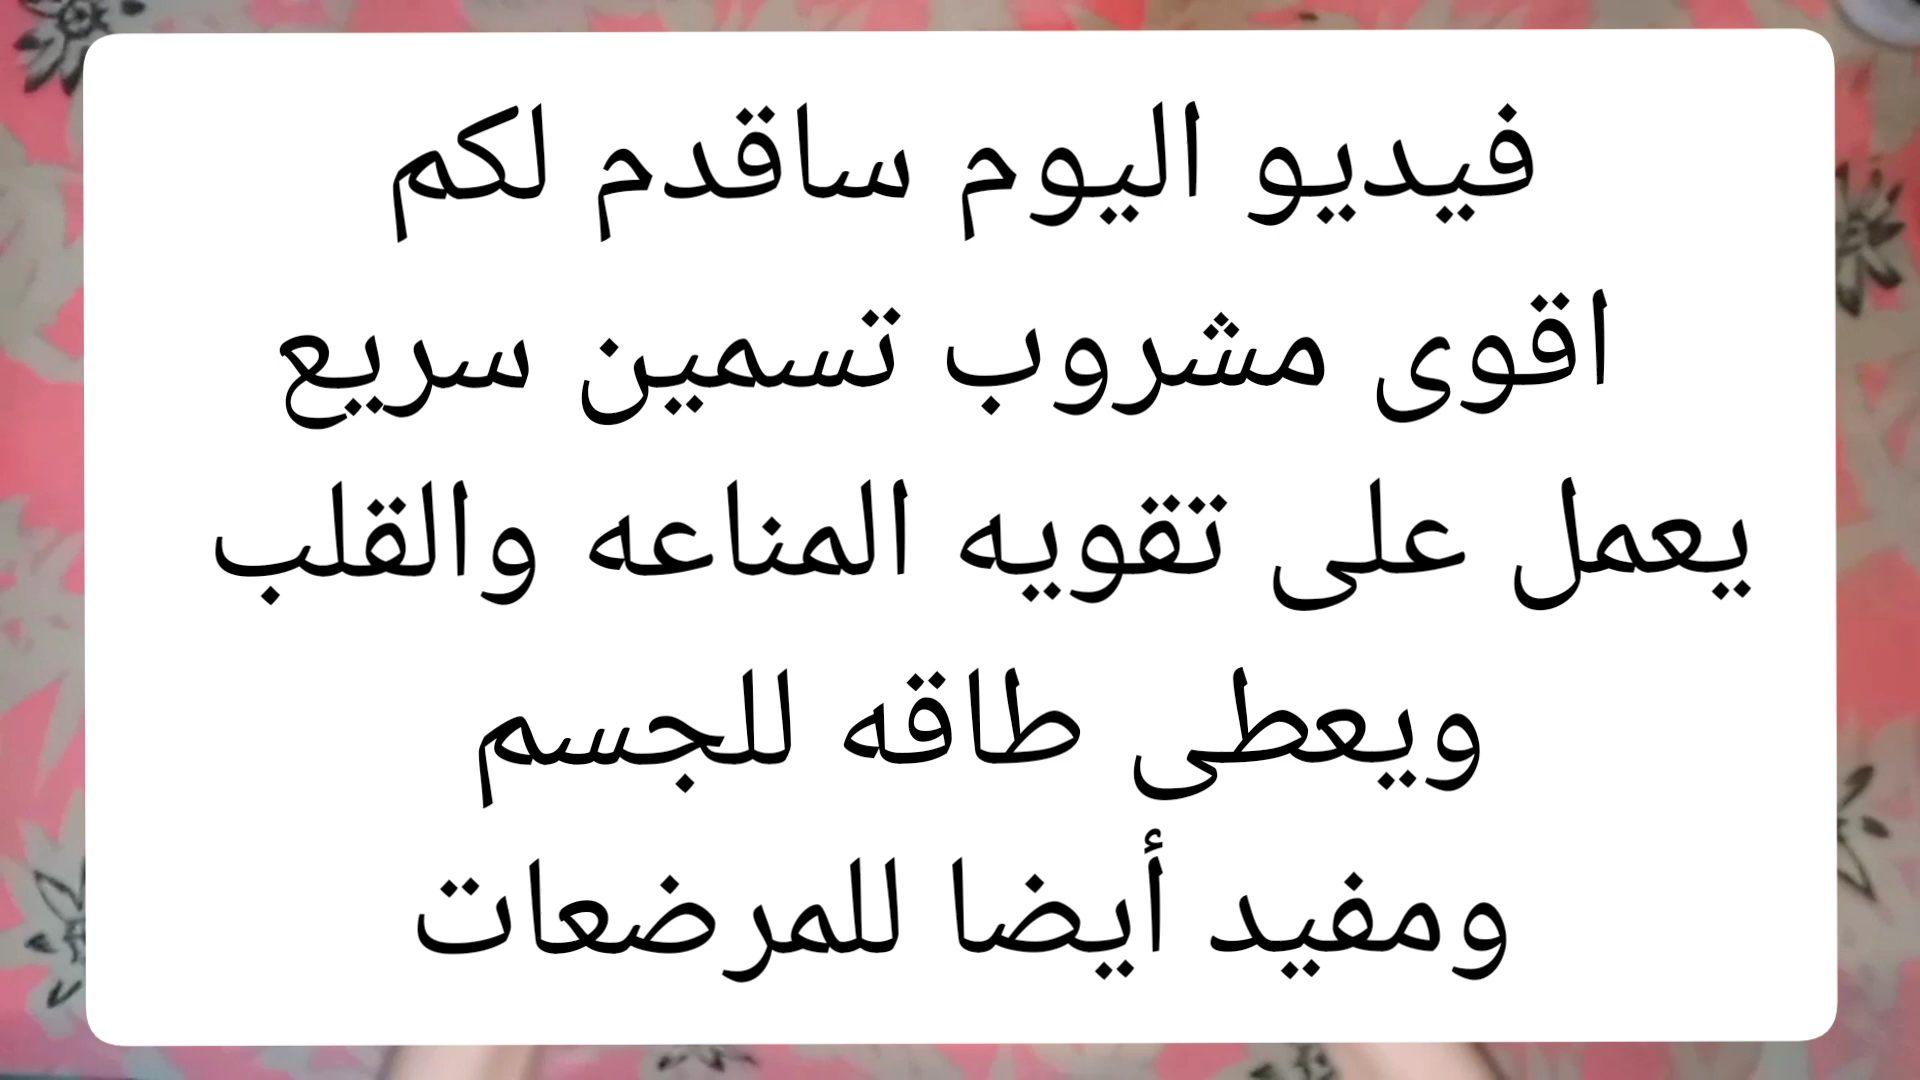 فيديو اليوم ساقدم لكم
اقوى مشروب تسمين سريع
يعمل على تقويه المناعه والقلب
ويعطى طاقه للجسم
ومفيد أيضا للمرضعات